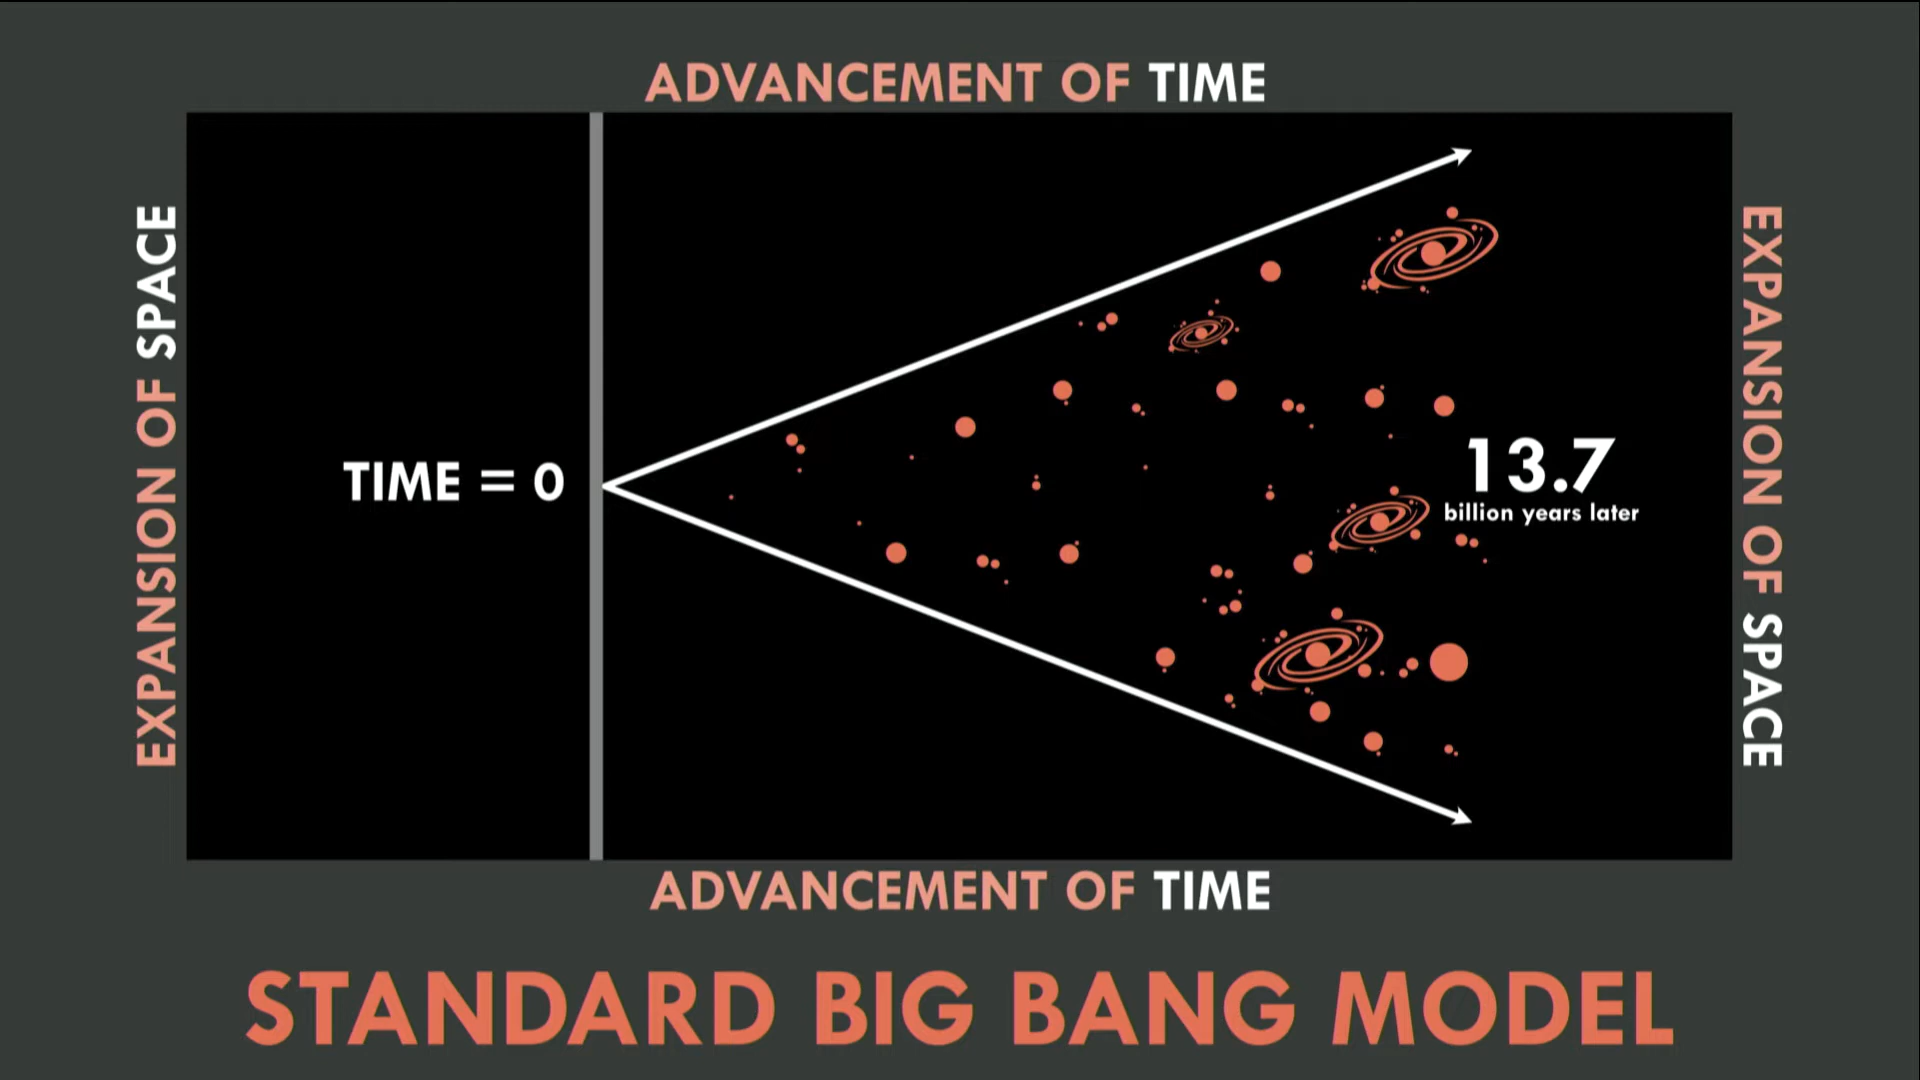 ADVANCEMENT OF TIME
EXPANSION OF SPACE
EXPANSION OF SPACE
TIME = 0
13.7
billion years later
ADVANCEMENT OF TIME
STANDARD BIG BANG MODEL